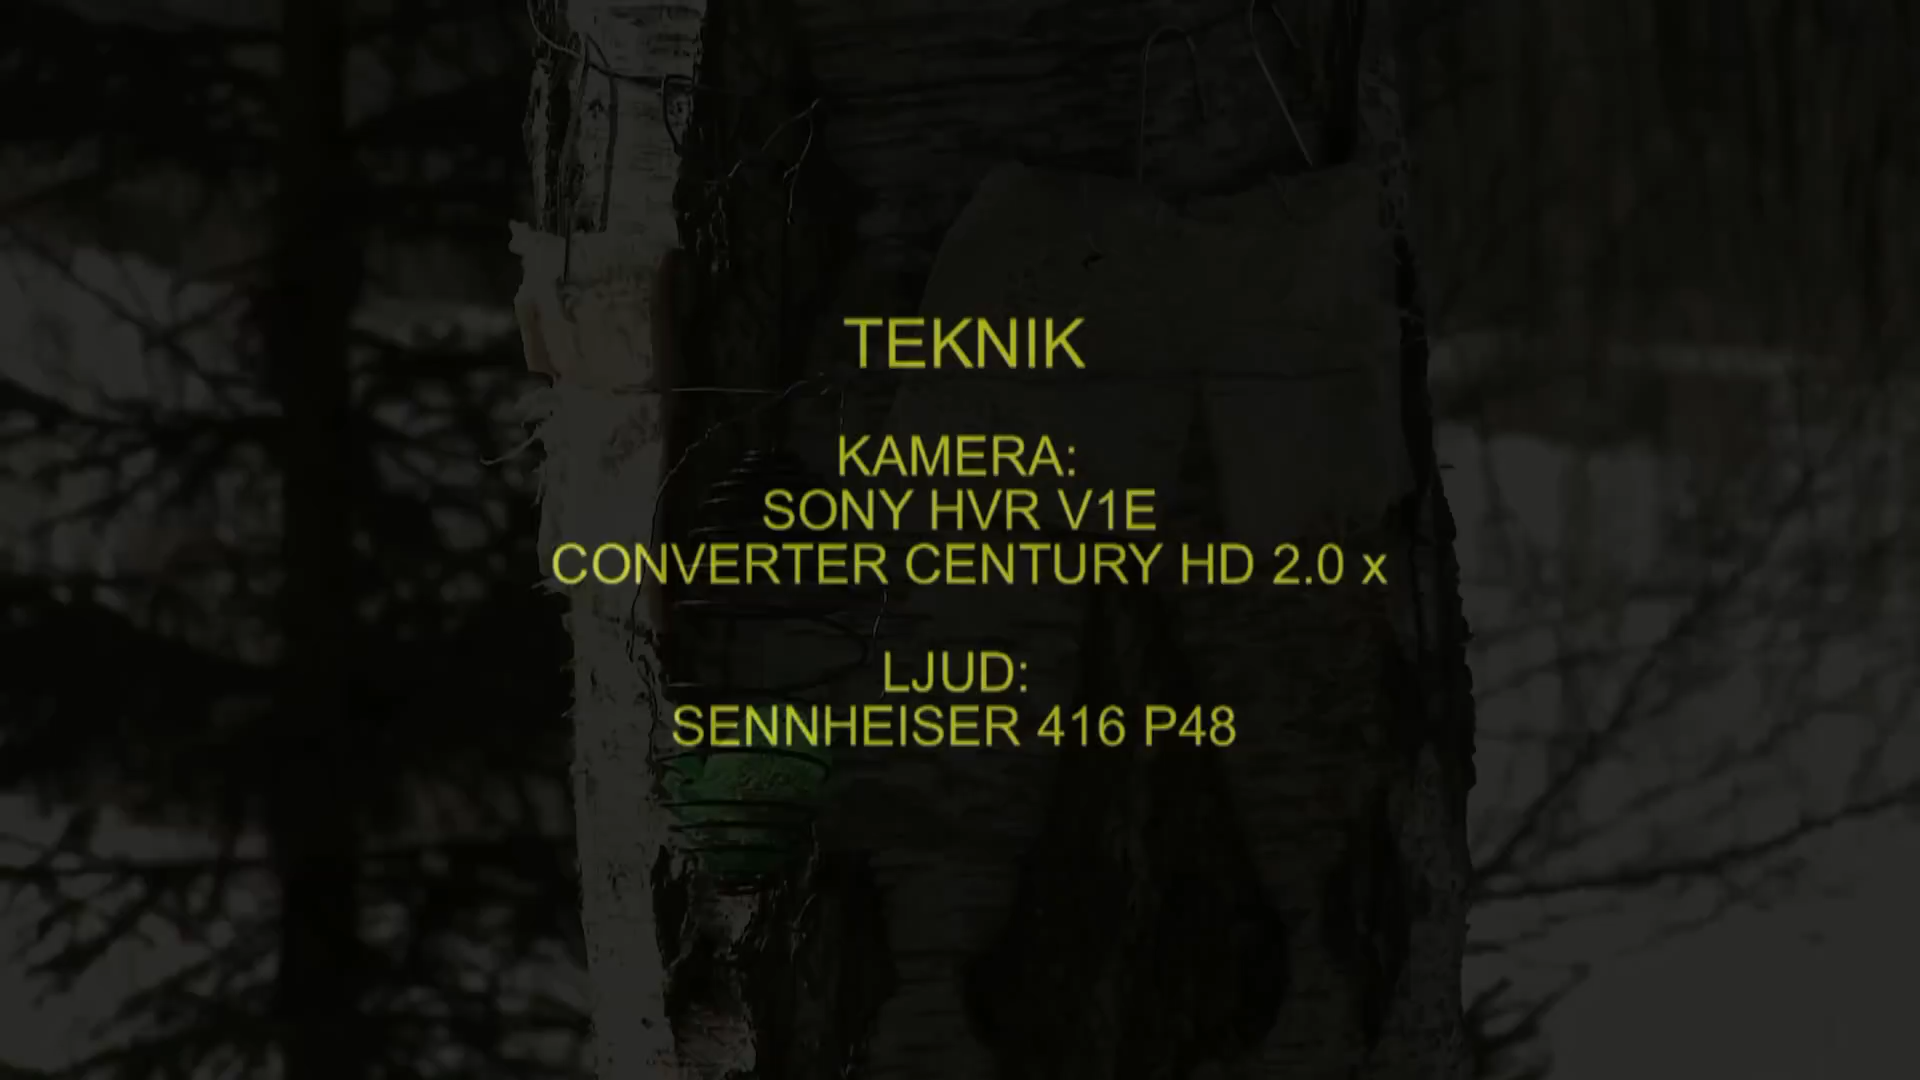 TEKNIK
KAMERA:
SONY HVR V1E
CONVERTER CENTURY HD 2.0 x
LJUD:
SENNHEISER 416 P48